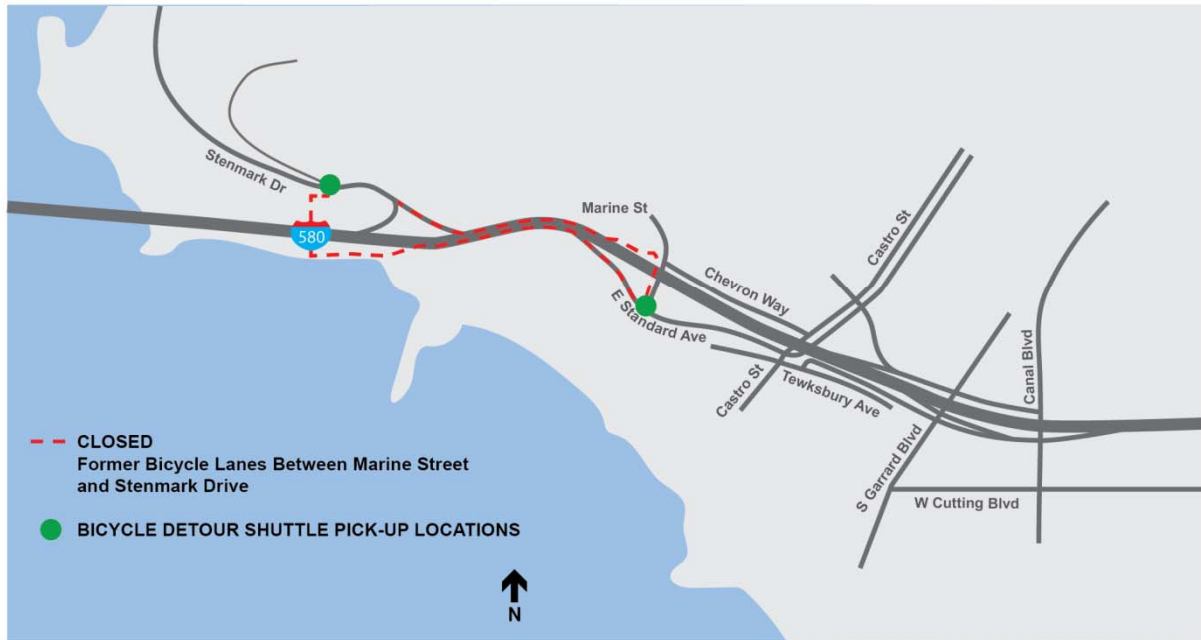 Stenmark Dr
580
Marine St
Castro St
Chevron Way
E Standard Ave
Castro St
Tewksbury Ave
Canal Blvd
S Garrard Blvd
W Cutting Blvd
CLOSED
Former Bicycle Lanes Between Marine Street
and Stenmark Drive
BICYCLE DETOUR SHUTTLE PICK-UP LOCATIONS
N